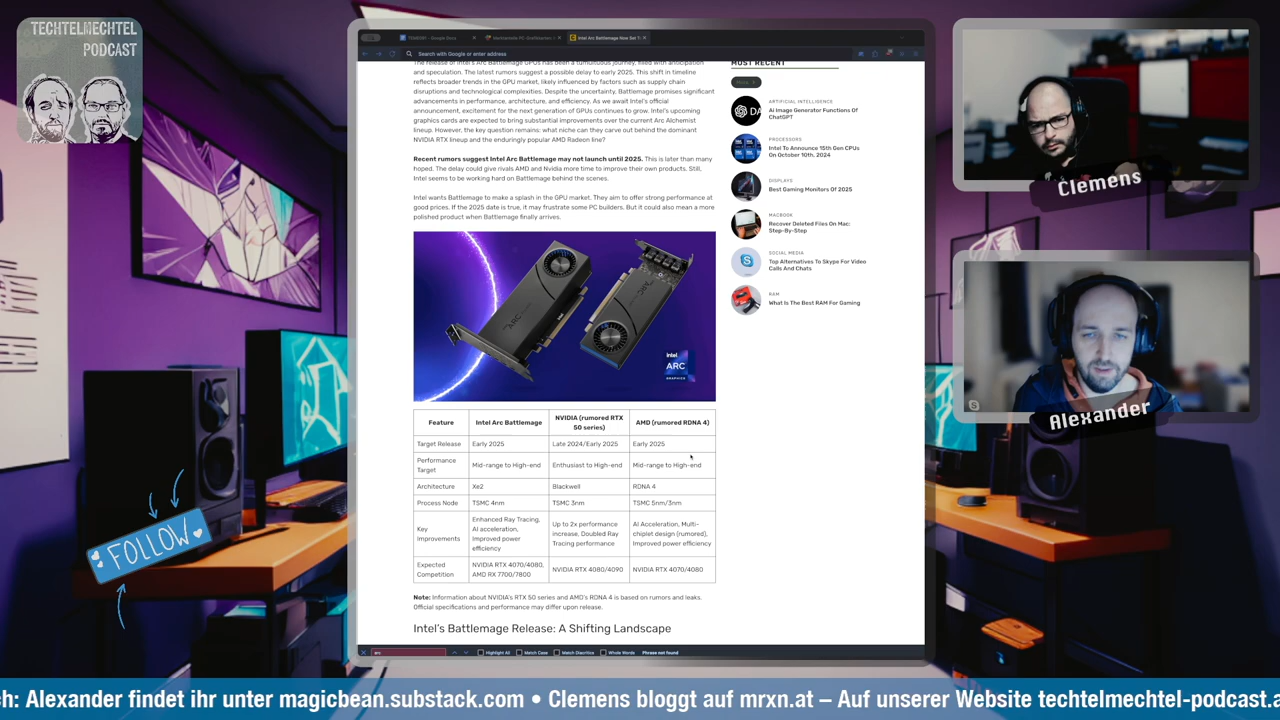 TECHTELMECHTEL
PODCAST
Search with Google or enter address
The release of Intel's Arc Battlemage GPUs has been a tumultuous journey, filled with anticipation
and speculation. The latest rumors suggest a possible delay to early 2025. This shift in timeline
reflects broader trends in the GPU market, likely influenced by factors such as supply chain
disruptions and technological complexities. Despite the uncertainty, Battlemage promises significant
advancements in performance, architecture, and efficiency. As we await Intel's official
announcement, excitement for the next generation of GPUs continues to grow. Intel's upcoming
graphics cards are expected to bring substantial improvements over the current Arc Alchemist
lineup. However, the key question remains: what niche can they carve out behind the dominant
NVIDIA RTX lineup and the enduringly popular AMD Radeon line?
Recent rumors suggest Intel Arc Battlemage may not launch until 2025. This is later than many
hoped. The delay could give rivals AMD and Nvidia more time to improve their own products. Still,
Intel seems to be working hard on Battlemage behind the scenes.
Intel wants Battlemage to make a splash in the GPU market. They aim to offer strong performance at
good prices. If the 2025 date is true, it may frustrate some PC builders. But it could also mean a more
polished product when Battlemage finally arrives.
intel
ARC
GRAPHICS
Feature Intel Arc Battlemage NVIDIA (rumored RTX 50 series) AMD (rumored RDNA 4)
Target Release Early 2025 Late 2024/Early 2025 Early 2025
Performance Target Mid-range to High-end Enthusiast to High-end Mid-range to High-end
Architecture Xe2 Blackwell RDNA 4
Process Node TSMC 4nm TSMC 3nm TSMC 5nm/3nm
Key Improvements Enhanced Ray Tracing, AI acceleration, Improved power efficiency Up to 2x performance increase, Doubled Ray Tracing performance AI Acceleration, Multi-chiplet design (rumored), Improved power efficiency
Expected Competition NVIDIA RTX 4070/4080, AMD RX 7700/7800 NVIDIA RTX 4080/4090 NVIDIA RTX 4070/4080
Note: Information about NVIDIA's RTX 50 series and AMD's RDNA 4 is based on rumors and leaks.
Official specifications and performance may differ upon release.
Intel's Battlemage Release: A Shifting Landscape
Highlight All Match Case Match Diacritics Whole Words Phrase not found
MOST RECENT
ARTIFICIAL INTELLIGENCE
Ai Image Generator Functions Of
ChatGPT
PROCESSORS
Intel To Announce 15th Gen CPUs
On October 10th, 2024
DISPLAYS
Best Gaming Monitors Of 2025
MACBOOK
Recover Deleted Files On Mac:
Step-By-Step
SOCIAL MEDIA
Top Alternatives To Skype For Video
Calls And Chats
RAM
What Is The Best RAM For Gaming
Clemens
Alexander
FOLLOW
ch: Alexander findet ihr unter magicbean.substack.com • Clemens bloggt auf mrxn.at – Auf unserer Website techtelmechtel-podcast.a